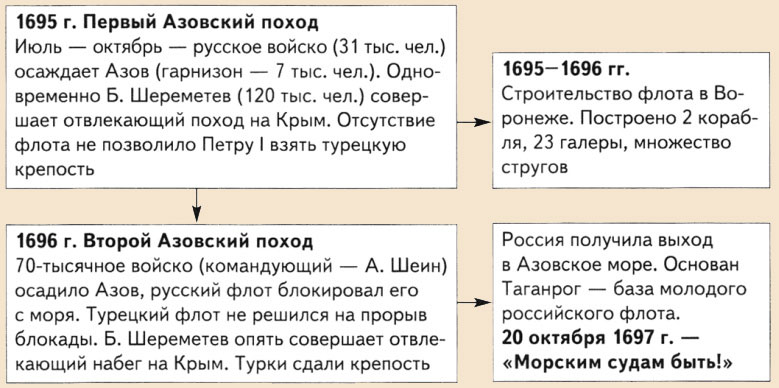 1695 г. Первый Азовский поход
Июль — октябрь — русское войско (31 тыс. чел.)
осаждает Азов (гарнизон — 7 тыс. чел.). Одно-
временно Б. Шереметев (120 тыс. чел.) совер-
шает отвлекающий поход на Крым. Отсутствие
флота не позволило Петру I взять турецкую
крепость
1695–1696 гг.
Строительство флота в Во-
ронеже. Построено 2 кораб-
ля, 23 галеры, множество
стругов
1696 г. Второй Азовский поход
70-тысячное войско (командующий — А. Шеин)
осадило Азов, русский флот блокировал его
с моря. Турецкий флот не решился на прорыв
блокады. Б. Шереметев опять совершает отвле-
кающий набег на Крым. Турки сдали крепость
Россия получила выход
в Азовское море. Основан
Таганрог — база молодого
российского флота.
20 октября 1697 г. —
«Морским судам быть!»